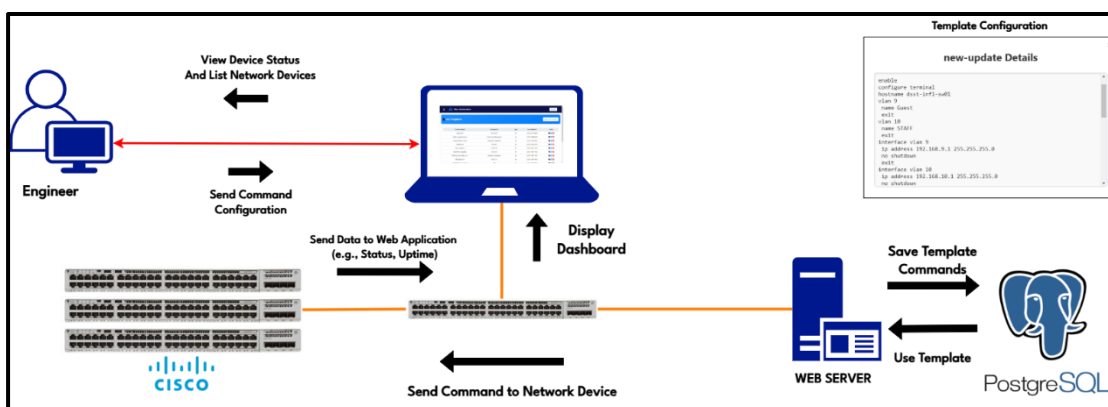 Template Configuration
new-update Details
enable
configure terminal
hostname dsst-infl-sw01
vlan 9
name Guest
exit
vlan 10
name STAFF
exit
interface vlan 9
ip address 192.168.9.1 255.255.255.0
no shutdown
exit
interface vlan 10
ip address 192.168.10.1 255.255.255.0
no shutdown
View Device Status
And List Network Devices
Engineer
Send Command
Configuration
Send Data to Web Application
(e.g., Status, Uptime)
Display
Dashboard
Save Template
Commands
Use Template
CISCO
Send Command to Network Device
WEB SERVER
PostgreSQL